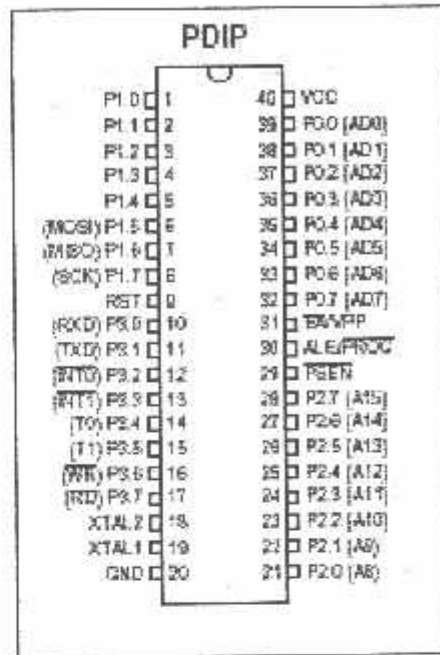 PDIP
P1.0 1 40 VCC
P1.1 2 39 P0.0 (AD0)
P1.2 3 38 P0.1 (AD1)
P1.3 4 37 P0.2 (AD2)
P1.4 5 36 P0.3 (AD3)
(MOSI) P1.5 6 35 P0.4 (AD4)
(MISO) P1.6 7 34 P0.5 (AD5)
(SCK) P1.7 8 33 P0.6 (AD6)
RST 9 32 P0.7 (AD7)
(RXD) P3.0 10 31 EA/VPP
(TXD) P3.1 11 30 ALE/PROG
(INT0) P3.2 12 29 PSEN
(INT1) P3.3 13 28 P2.7 (A15)
(T0) P3.4 14 27 P2.6 (A14)
(T1) P3.5 15 26 P2.5 (A13)
(WR) P3.6 16 25 P2.4 (A12)
(RD) P3.7 17 24 P2.3 (A11)
XTAL2 18 23 P2.2 (A10)
XTAL1 19 22 P2.1 (A9)
GND 20 21 P2.0 (A8)